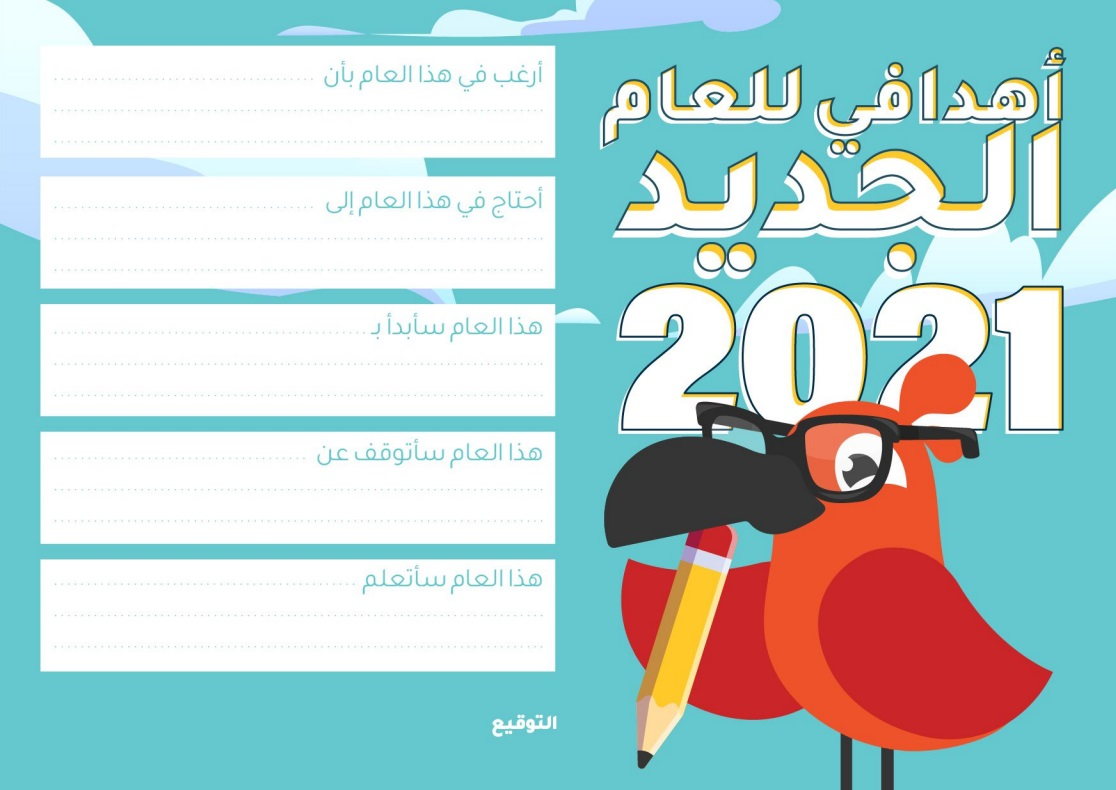 أهدافي للعام
الجديد
2021
أرغب في هذا العام بأن
أحتاج في هذا العام إلى
هذا العام سأبدأ بـ
هذا العام سأتوقف عن
هذا العام سأتعلم
التوقيع